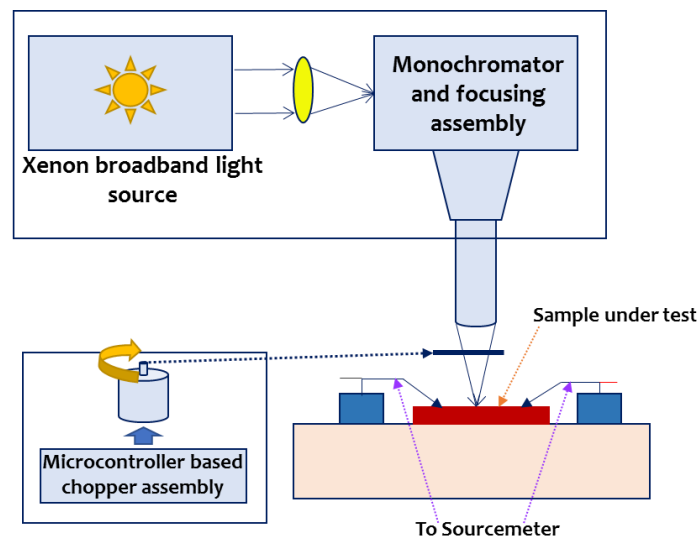 Xenon broadband light
source
Monochromator
and focusing
assembly
Sample under test
Microcontroller based
chopper assembly
To Sourcemeter